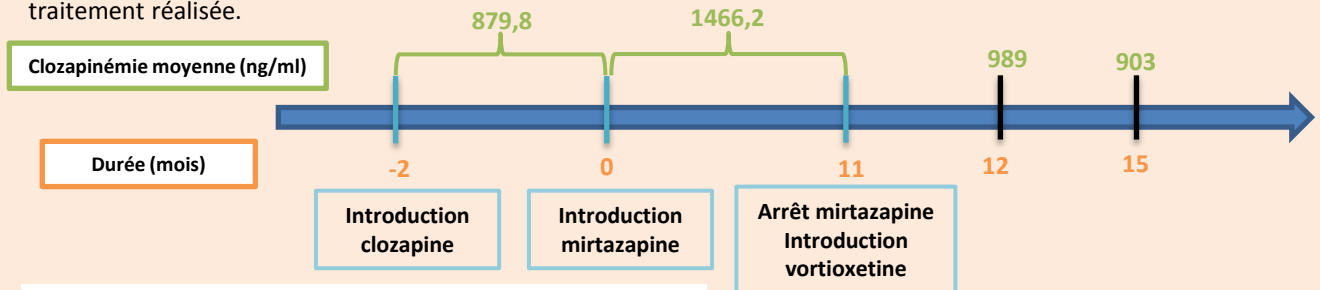 traitement réalisée.
879,8
1466,2
Clozapinémie moyenne (ng/ml)
989
903
Durée (mois)
-2
0
11
12
15
Introduction
clozapine
Introduction
mirtazapine
Arrêt mirtazapine
Introduction
vortioxetine